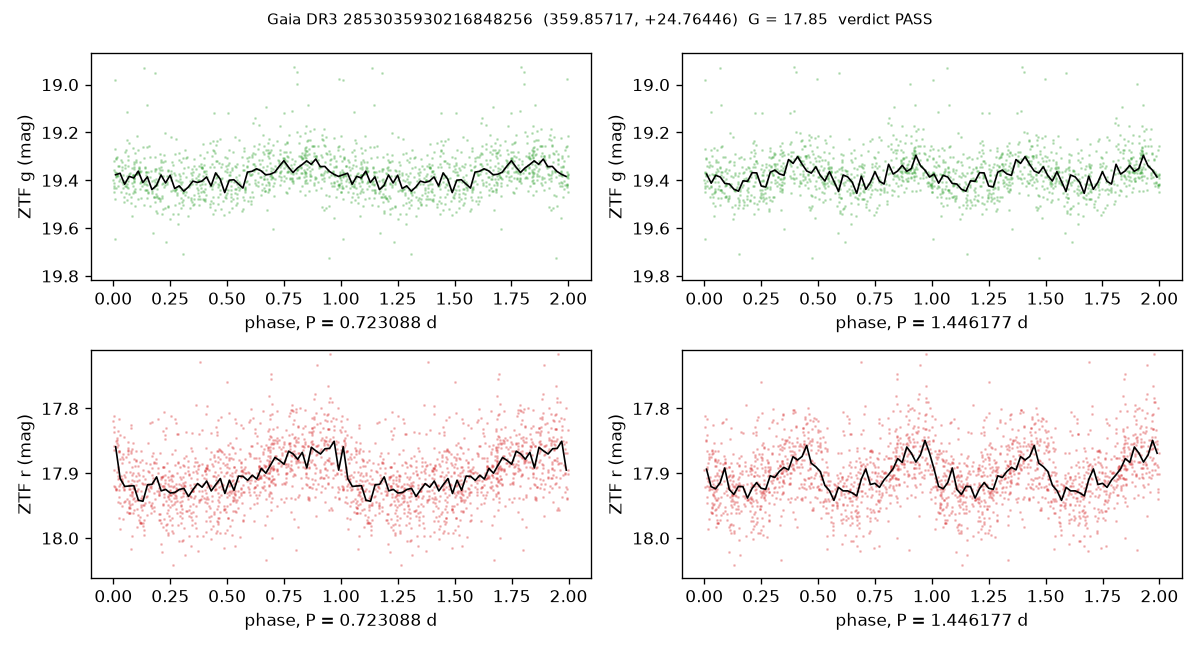 Gaia DR3 2853035930216848256  (359.85717, +24.76446)  G = 17.85  verdict PASS
ZTF g (mag)
19.0
19.2
19.4
19.6
19.8
0.00 0.25 0.50 0.75 1.00 1.25 1.50 1.75 2.00
phase, P = 0.723088 d
ZTF g (mag)
19.0
19.2
19.4
19.6
19.8
0.00 0.25 0.50 0.75 1.00 1.25 1.50 1.75 2.00
phase, P = 1.446177 d
ZTF r (mag)
17.8
17.9
18.0
0.00 0.25 0.50 0.75 1.00 1.25 1.50 1.75 2.00
phase, P = 0.723088 d
ZTF r (mag)
17.8
17.9
18.0
0.00 0.25 0.50 0.75 1.00 1.25 1.50 1.75 2.00
phase, P = 1.446177 d